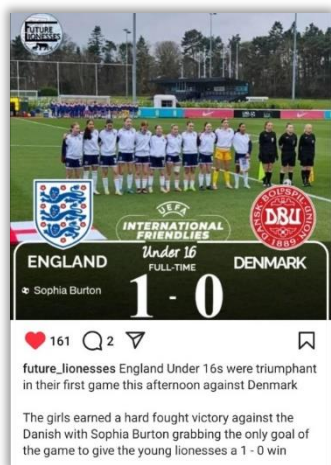 FUTURE
LIONESSES
UEFA
INTERNATIONAL
FRIENDLIES
Under 16
FULL-TIME
ENGLAND
DENMARK
DANSK BOLDSPIL-UNION
DBU
1889
Sophia Burton
1 - 0
161 2
future_lionesses England Under 16s were triumphant
in their first game this afternoon against Denmark
The girls earned a hard fought victory against the
Danish with Sophia Burton grabbing the only goal of
the game to give the young lionesses a 1 - 0 win